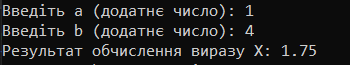 Введіть a (додатнє число): 1
Введіть b (додатнє число): 4
Результат обчислення виразу X: 1.75